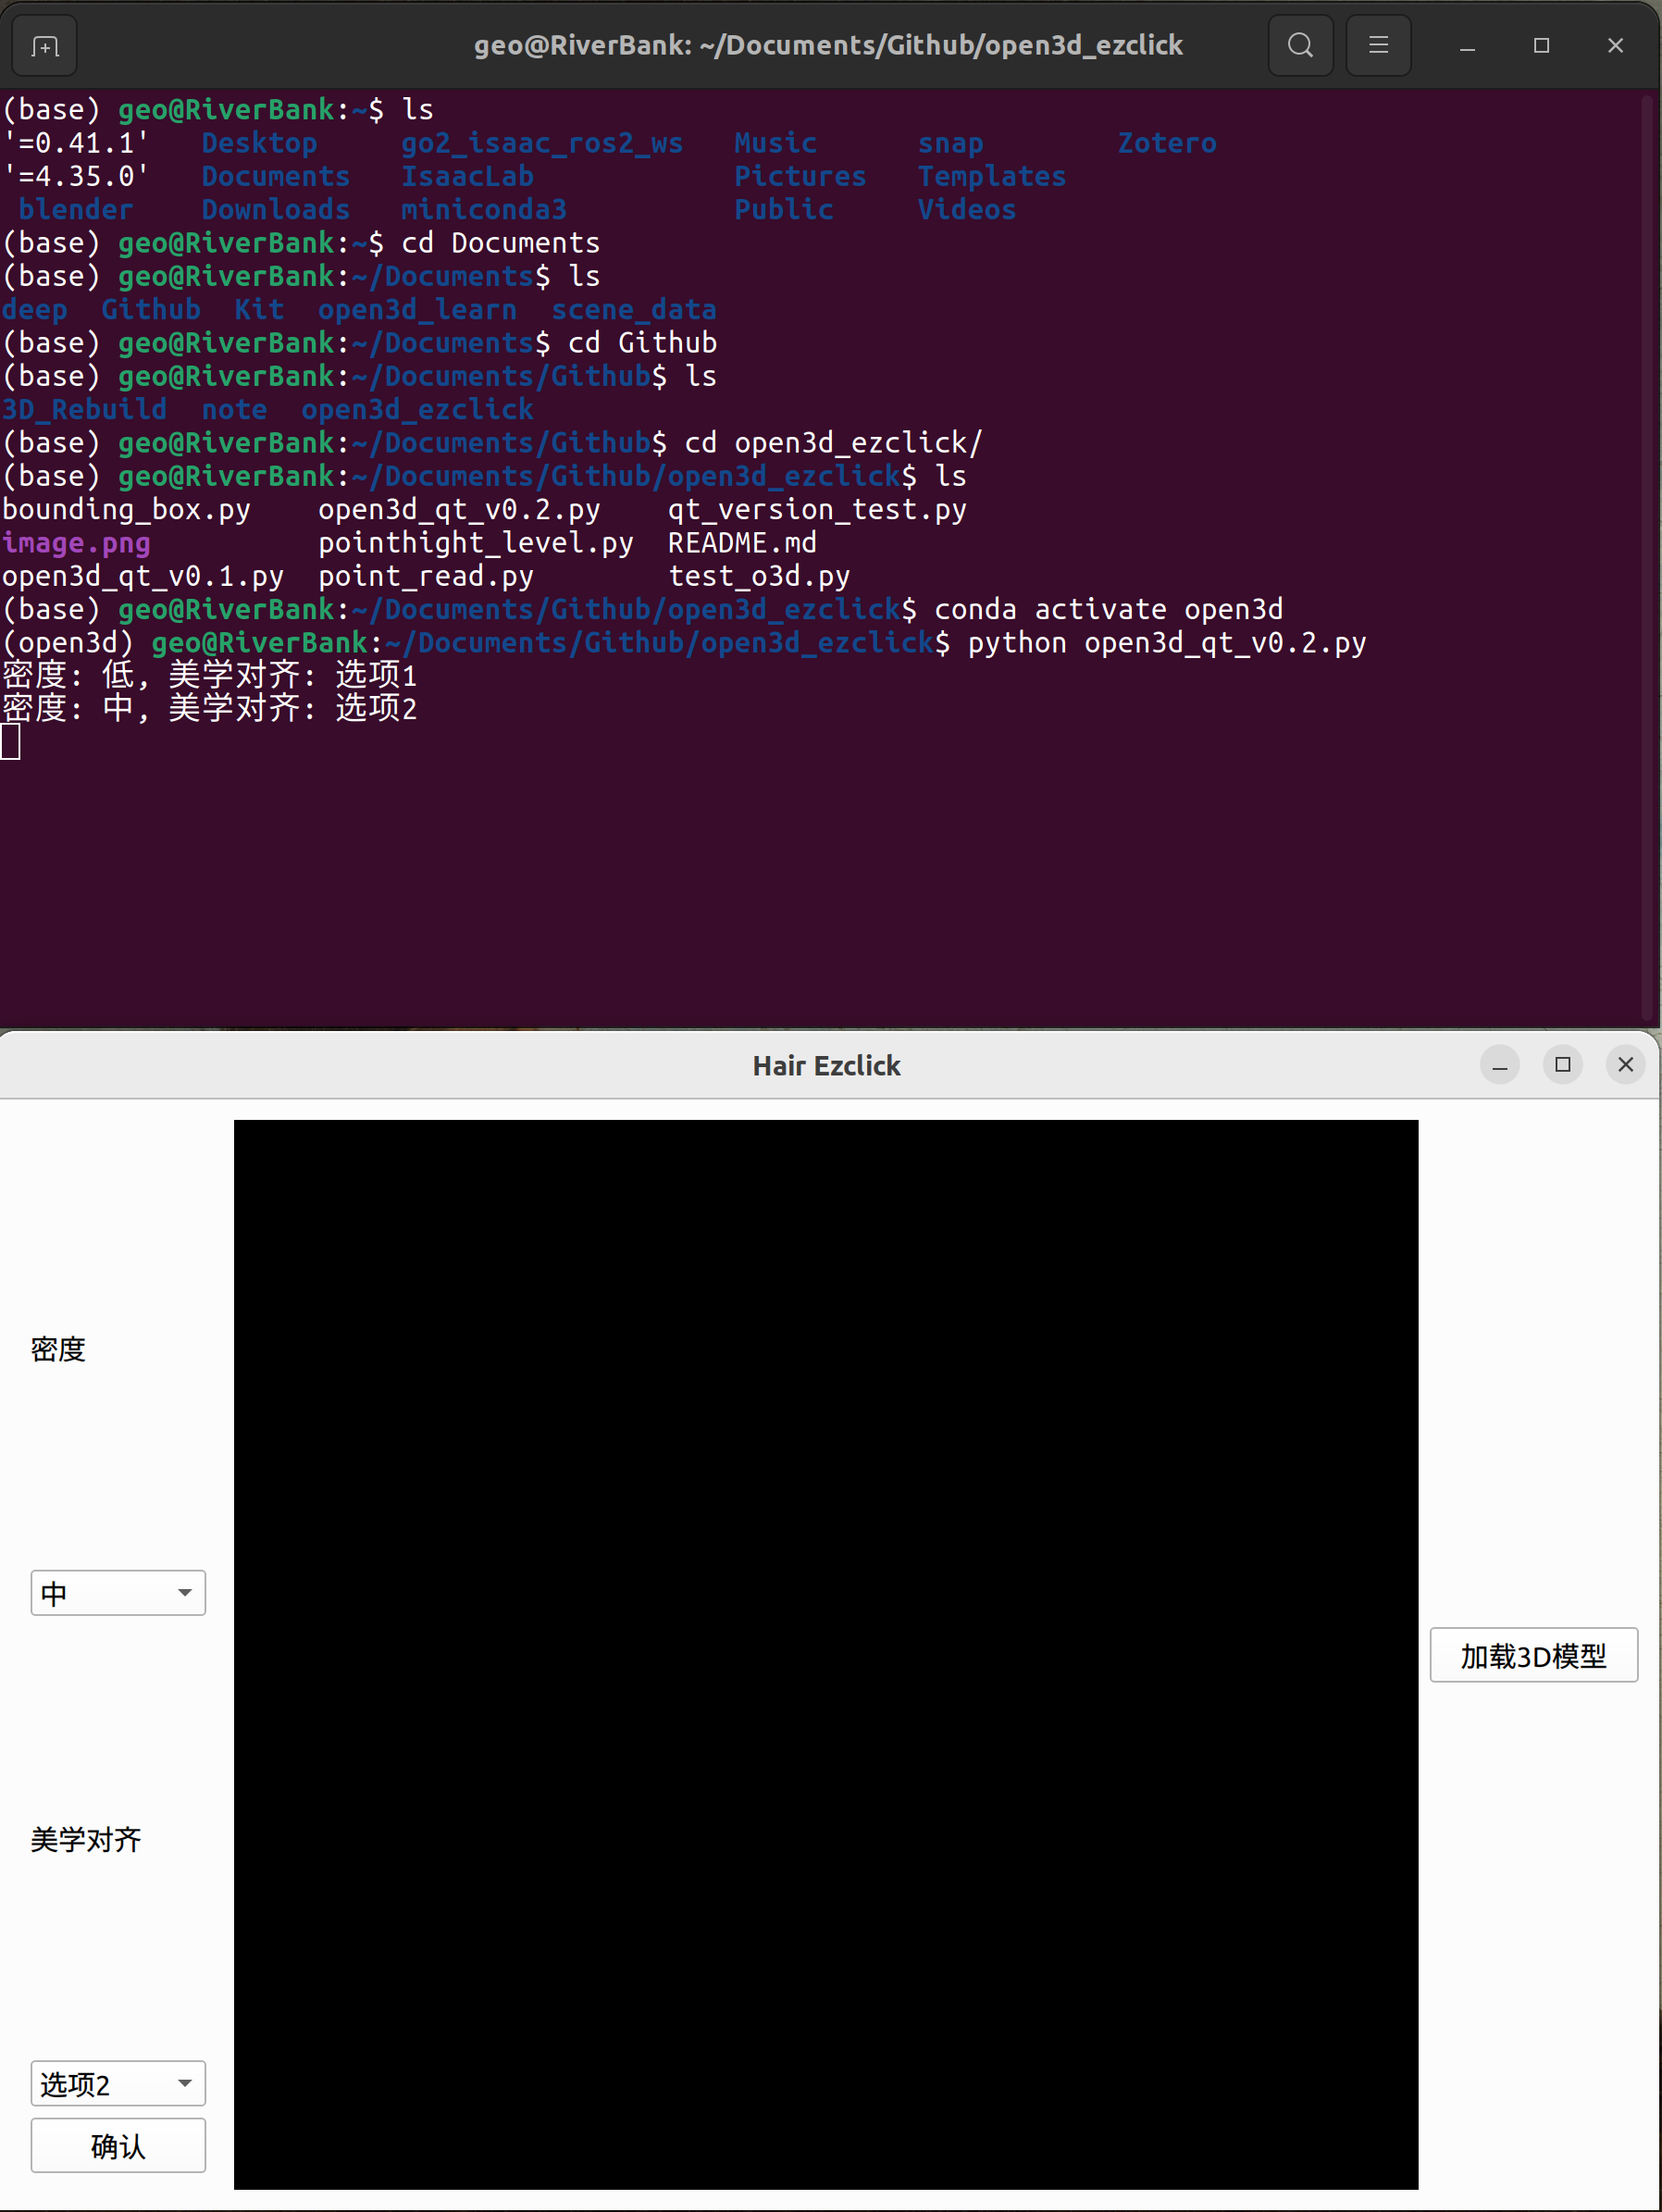 geo@RiverBank: ~/Documents/Github/open3d_ezclick
(base) geo@RiverBank:~$ ls
'=0.41.1'   Desktop     go2_isaac_ros2_ws   Music      snap        Zotero
'=4.35.0'   Documents   IsaacLab            Pictures   Templates
 blender    Downloads   miniconda3          Public     Videos
(base) geo@RiverBank:~$ cd Documents
(base) geo@RiverBank:~/Documents$ ls
deep  Github  Kit  open3d_learn  scene_data
(base) geo@RiverBank:~/Documents$ cd Github
(base) geo@RiverBank:~/Documents/Github$ ls
3D_Rebuild  note  open3d_ezclick
(base) geo@RiverBank:~/Documents/Github$ cd open3d_ezclick/
(base) geo@RiverBank:~/Documents/Github/open3d_ezclick$ ls
bounding_box.py    open3d_qt_v0.2.py    qt_version_test.py
image.png          pointhight_level.py  README.md
open3d_qt_v0.1.py  point_read.py        test_o3d.py
(base) geo@RiverBank:~/Documents/Github/open3d_ezclick$ conda activate open3d
(open3d) geo@RiverBank:~/Documents/Github/open3d_ezclick$ python open3d_qt_v0.2.py
密度: 低, 美学对齐: 选项1
密度: 中, 美学对齐: 选项2
Hair Ezclick
密度
中
加载3D模型
美学对齐
选项2
确认